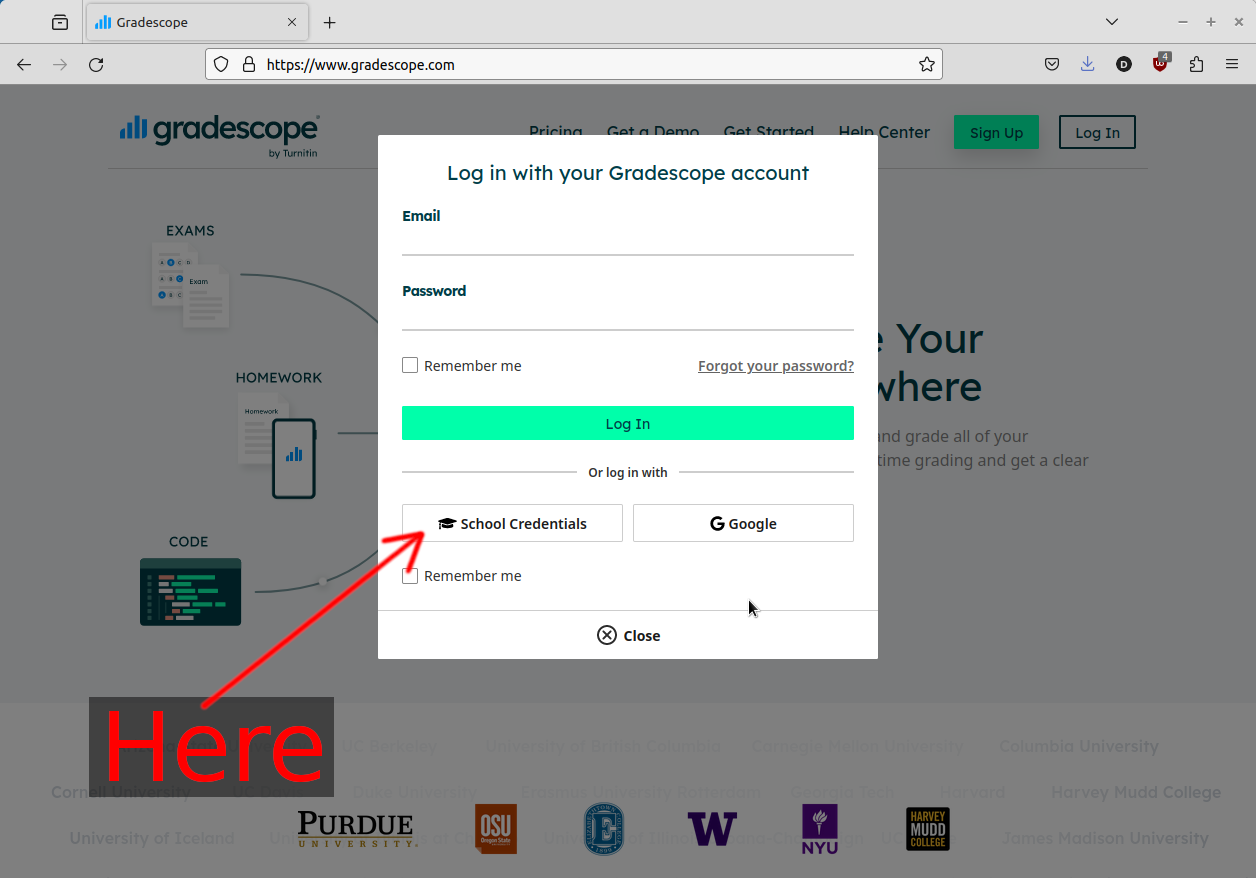 Gradescope
https://www.gradescope.com
D
4
gradescope
by Turnitin
Pricing Get a Demo Get Started Help Center Sign Up Log In
Log in with your Gradescope account
Email
EXAMS
Exam
Password
Your
HOMEWORK
where
Homework
Remember me Forgot your password?
Log In
and grade all of your
time grading and get a clear
Or log in with
School Credentials Google
CODE
Remember me
Close
Here
UC Berkeley University of British Columbia Carnegie Mellon University Columbia University
Cornell University UC Davis Duke University Erasmus University Rotterdam Georgia Tech Harvard Harvey Mudd College
PURDUE
UNIVERSITY
OSU
Oregon State
E
W
NYU
HARVEY
MUDD
COLLEGE
University of Iceland James Madison University